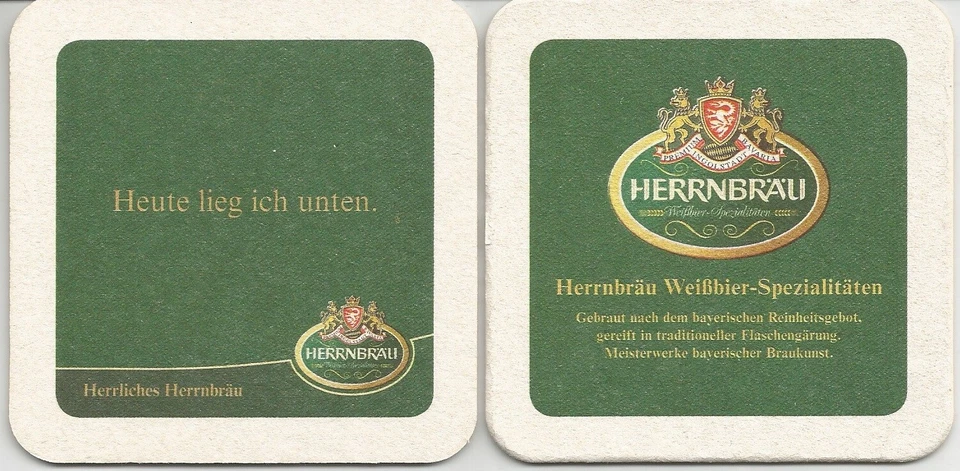 Heute lieg ich unten.
HERRNBRÄU
Herrliches Herrnbräu
PREMIUM BAVARIA
INGOLSTADT
HERRNBRÄU
Weißbier-Spezialitäten
Herrnbräu Weißbier-Spezialitäten
Gebraut nach dem bayerischen Reinheitsgebot,
gereift in traditioneller Flaschengärung.
Meisterwerke bayerischer Braukunst.